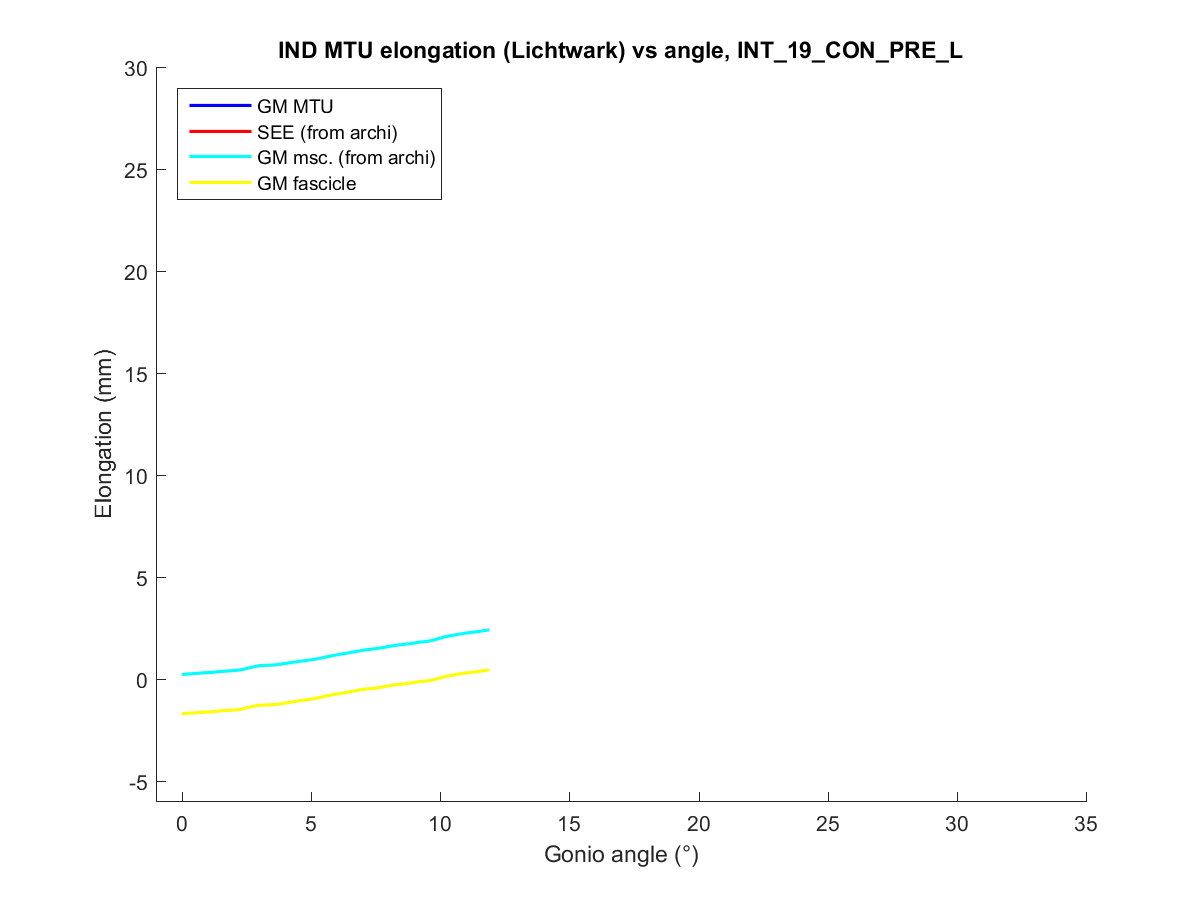 IND MTU elongation (Lichtwark) vs angle, INT_19_CON_PRE_L
30
25
20
15
10
5
0
-5
Elongation (mm)
GM MTU
SEE (from archi)
GM msc. (from archi)
GM fascicle
0 5 10 15 20 25 30 35
Gonio angle (°)